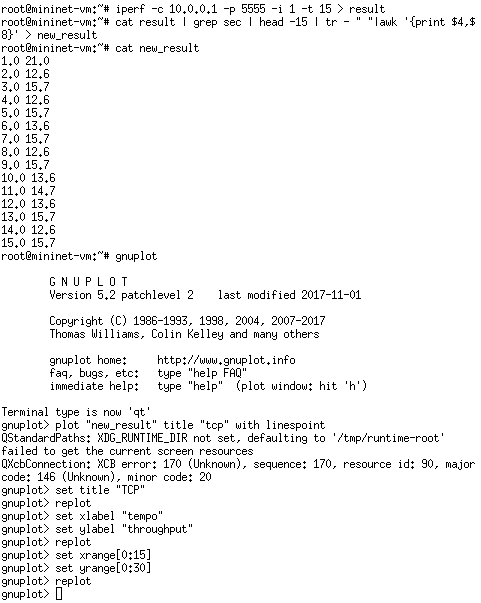 root@mininet-vm:~# iperf -c 10.0.0.1 -p 5555 -i 1 -t 15 > result
root@mininet-vm:~# cat result | grep sec | head -15 | tr - " "|awk '{print $4,$
8}' > new_result
root@mininet-vm:~# cat new_result
1.0 21.0
2.0 12.6
3.0 15.7
4.0 12.6
5.0 15.7
6.0 13.6
7.0 15.7
8.0 12.6
9.0 15.7
10.0 13.6
11.0 14.7
12.0 13.6
13.0 15.7
14.0 12.6
15.0 15.7
root@mininet-vm:~# gnuplot
G N U P L O T
Version 5.2 patchlevel 2    last modified 2017-11-01
Copyright (C) 1986-1993, 1998, 2004, 2007-2017
Thomas Williams, Colin Kelley and many others
gnuplot home:     http://www.gnuplot.info
faq, bugs, etc:   type "help FAQ"
immediate help:   type "help"  (plot window: hit 'h')
Terminal type is now 'qt'
gnuplot> plot "new_result" title "tcp" with linespoint
QStandardPaths: XDG_RUNTIME_DIR not set, defaulting to '/tmp/runtime-root'
failed to get the current screen resources
QXcbConnection: XCB error: 170 (Unknown), sequence: 170, resource id: 90, major
code: 146 (Unknown), minor code: 20
gnuplot> set title "TCP"
gnuplot> replot
gnuplot> set xlabel "tempo"
gnuplot> set ylabel "throughput"
gnuplot> replot
gnuplot> set xrange[0:15]
gnuplot> set yrange[0:30]
gnuplot> replot
gnuplot>